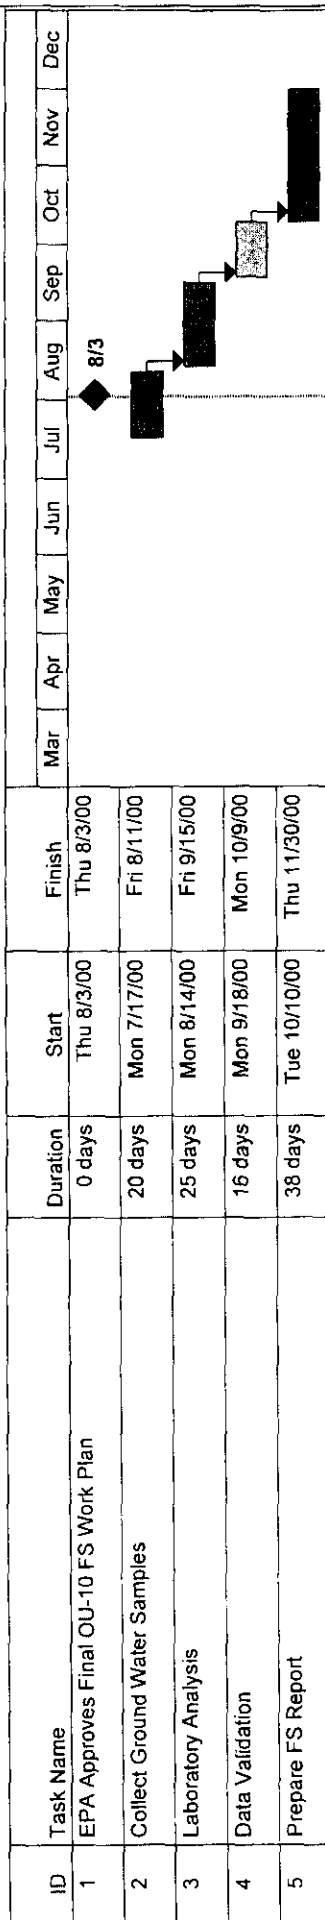 ID Task Name Duration Start Finish Mar Apr May Jun Jul Aug Sep Oct Nov Dec
1 EPA Approves Final OU-10 FS Work Plan 0 days Thu 8/3/00 Thu 8/3/00 8/3
2 Collect Ground Water Samples 20 days Mon 7/17/00 Fri 8/11/00
3 Laboratory Analysis 25 days Mon 8/14/00 Fri 9/15/00
4 Data Validation 16 days Mon 9/18/00 Mon 10/9/00
5 Prepare FS Report 38 days Tue 10/10/00 Thu 11/30/00